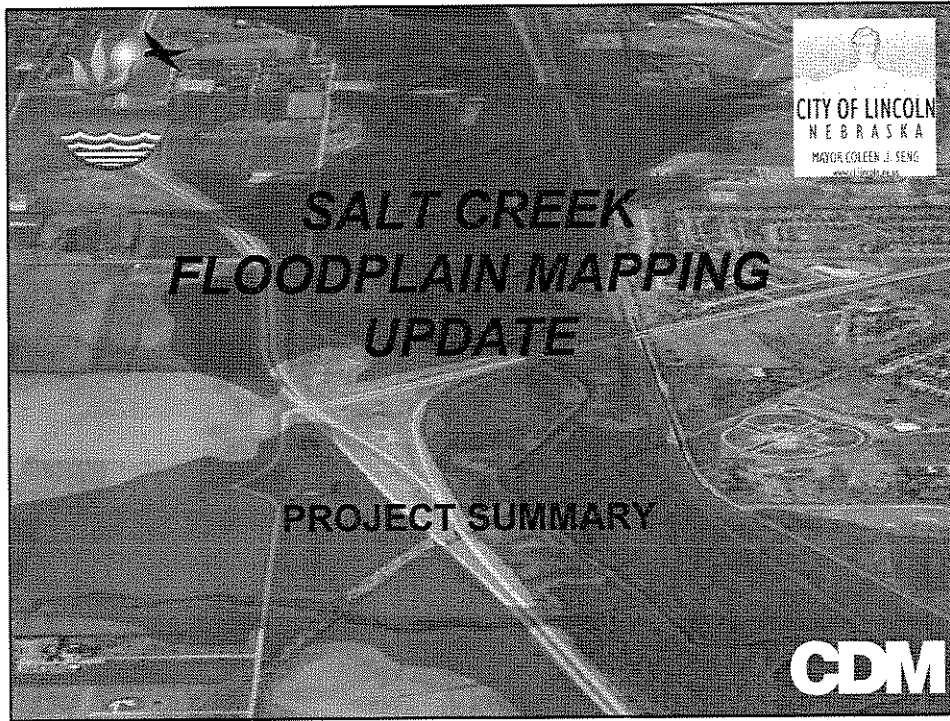 CITY OF LINCOLN
NEBRASKA
MAYOR COLEEN J. SENG
SALT CREEK
FLOODPLAIN MAPPING
UPDATE
PROJECT SUMMARY
CDM